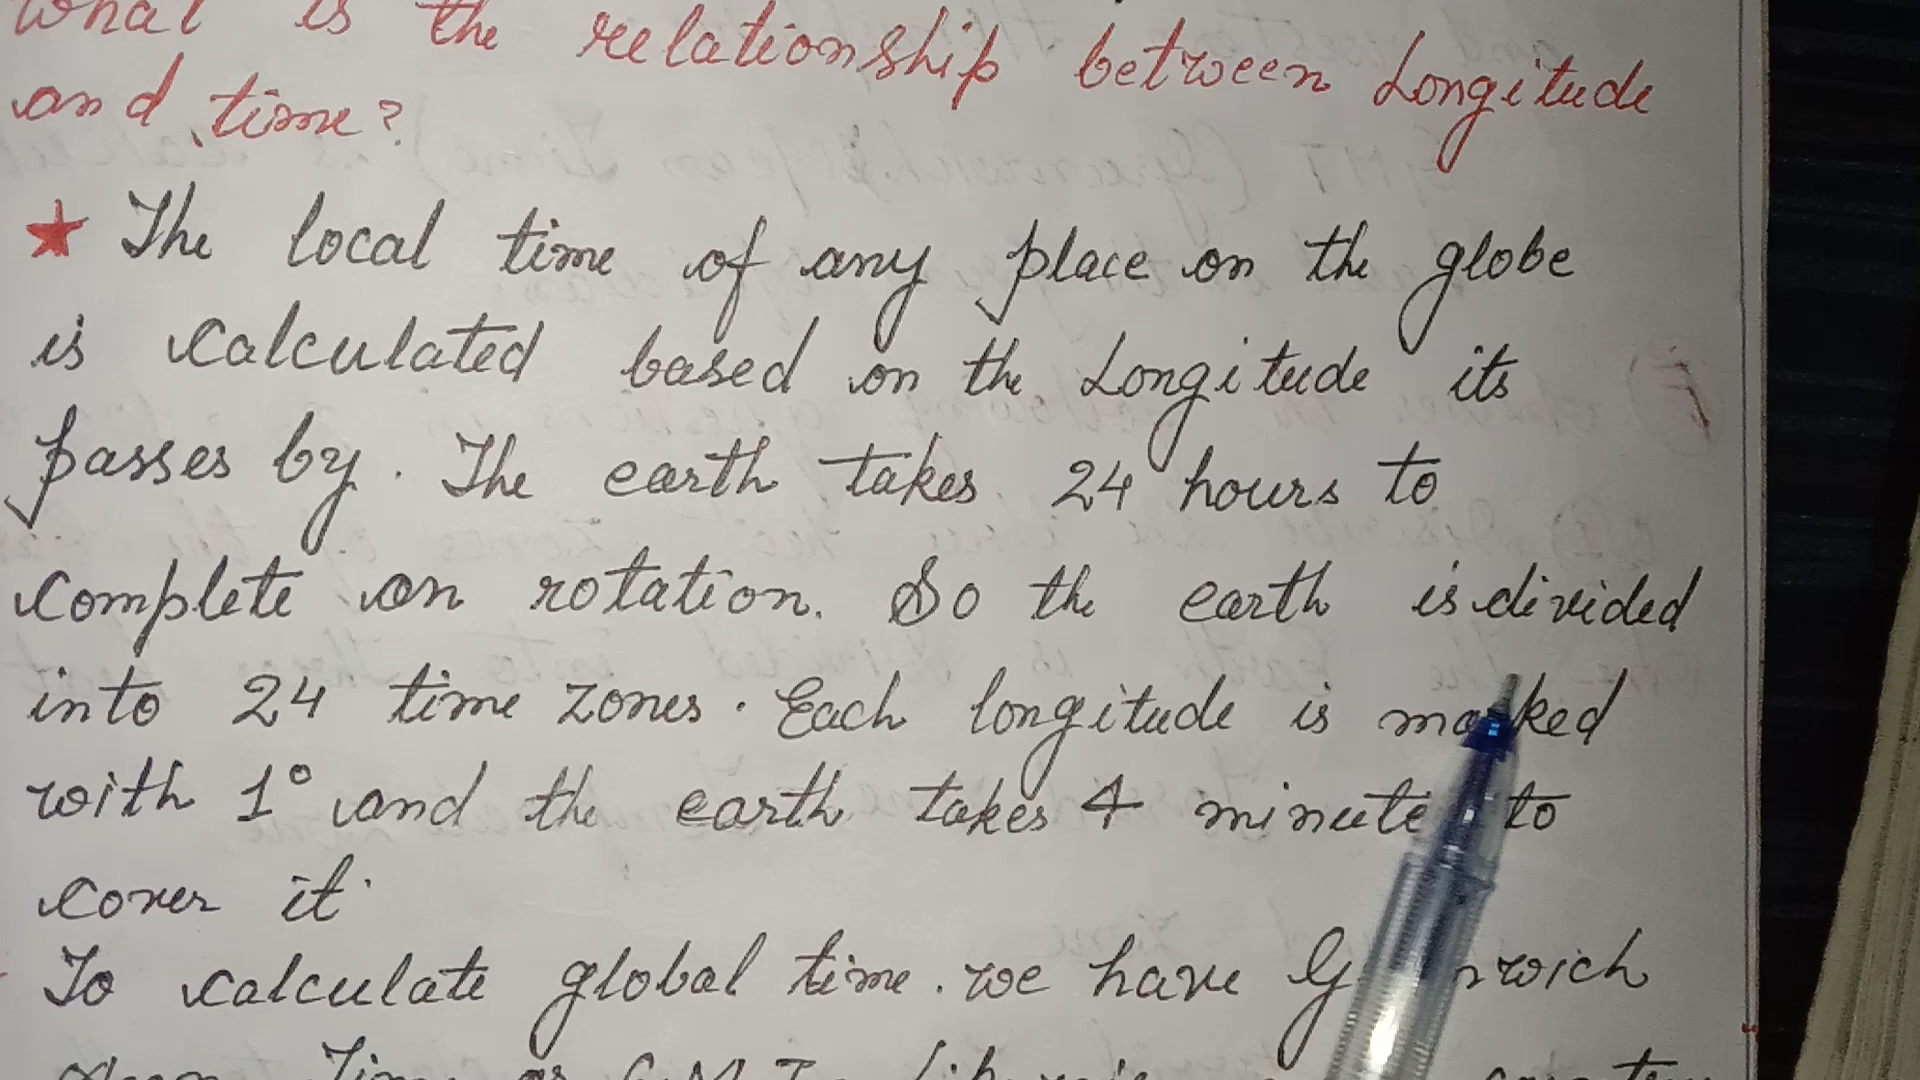 What is the relationship between Longitude
and time?
★ The local time of any place on the globe
is calculated based on the Longitude its
passes by. The earth takes 24 hours to
complete on rotation. So the earth is divided
into 24 time zones. Each longitude is marked
with 1° and the earth takes 4 minute to
cover it.
To calculate global time. we have Greenwich
Time or